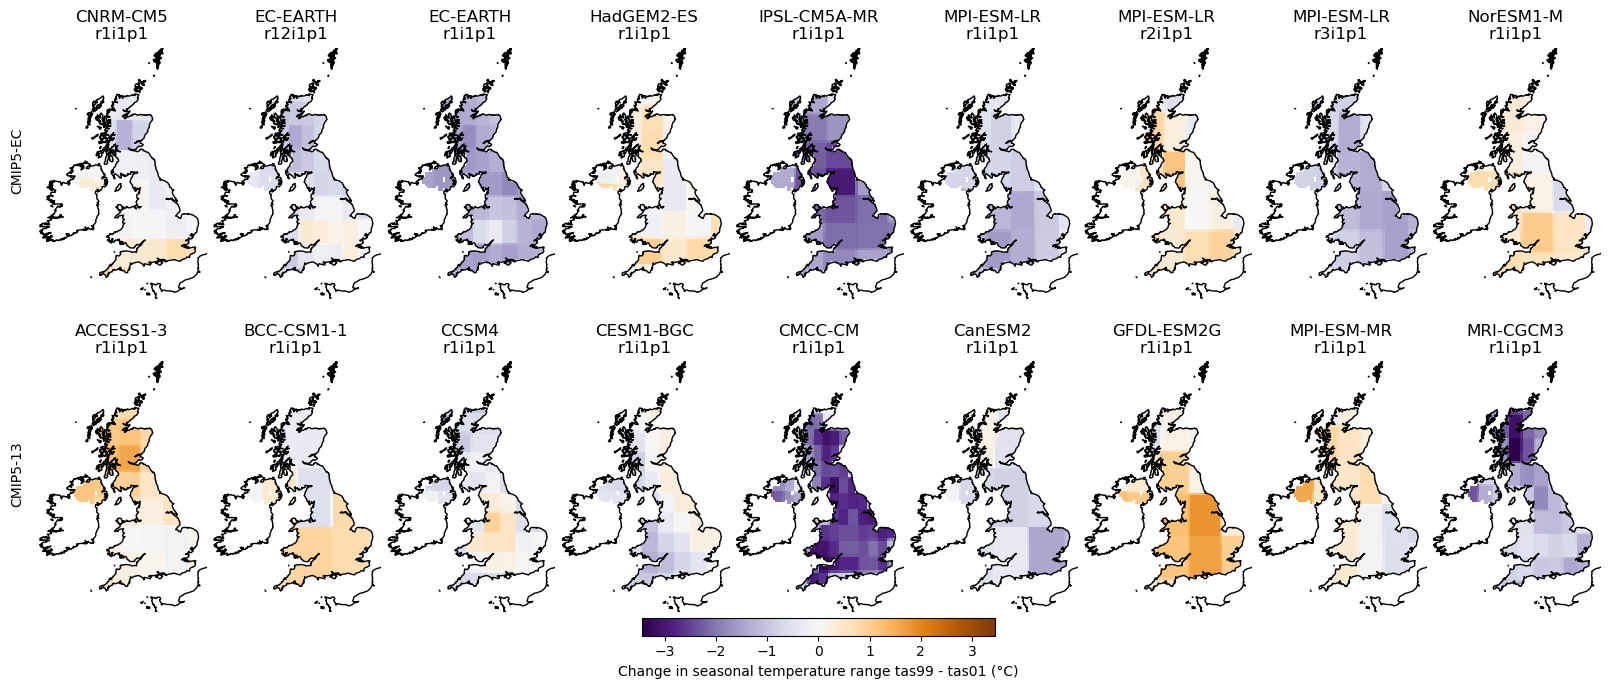 CNRM-CM5 EC-EARTH EC-EARTH HadGEM2-ES IPSL-CM5A-MR MPI-ESM-LR MPI-ESM-LR MPI-ESM-LR NorESM1-M
r1i1p1 r12i1p1 r1i1p1 r1i1p1 r1i1p1 r1i1p1 r2i1p1 r3i1p1 r1i1p1
CMIP5-EC
ACCESS1-3 BCC-CSM1-1 CCSM4 CESM1-BGC CMCC-CM CanESM2 GFDL-ESM2G MPI-ESM-MR MRI-CGCM3
r1i1p1 r1i1p1 r1i1p1 r1i1p1 r1i1p1 r1i1p1 r1i1p1 r1i1p1 r1i1p1
CMIP5-13
−3 −2 −1 0 1 2 3
Change in seasonal temperature range tas99 - tas01 (°C)